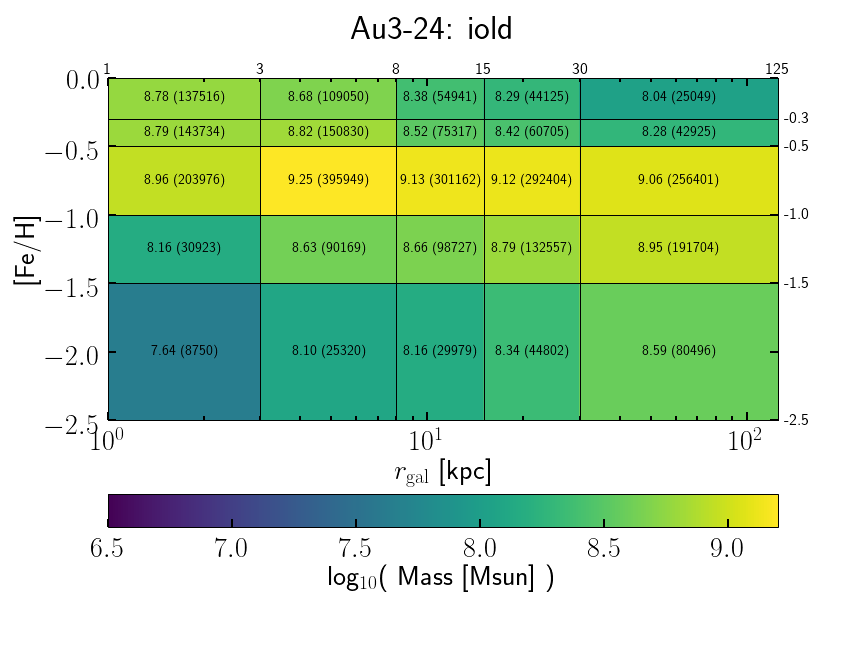 Au3-24: iold
1 3 8 15 30 125
0.0 8.78 (137516) 8.68 (109050) 8.38 (54941) 8.29 (44125) 8.04 (25049)
-0.3
8.79 (143734) 8.82 (150830) 8.52 (75317) 8.42 (60705) 8.28 (42925)
−0.5 -0.5
8.96 (203976) 9.25 (395949) 9.13 (301162) 9.12 (292404) 9.06 (256401)
−1.0 -1.0
[Fe/H]
8.16 (30923) 8.63 (90169) 8.66 (98727) 8.79 (132557) 8.95 (191704)
−1.5 -1.5
−2.0 7.64 (8750) 8.10 (25320) 8.16 (29979) 8.34 (44802) 8.59 (80496)
−2.5 -2.5
10⁰ 10¹ 10²
r_gal [kpc]
6.5 7.0 7.5 8.0 8.5 9.0
log₁₀( Mass [Msun] )